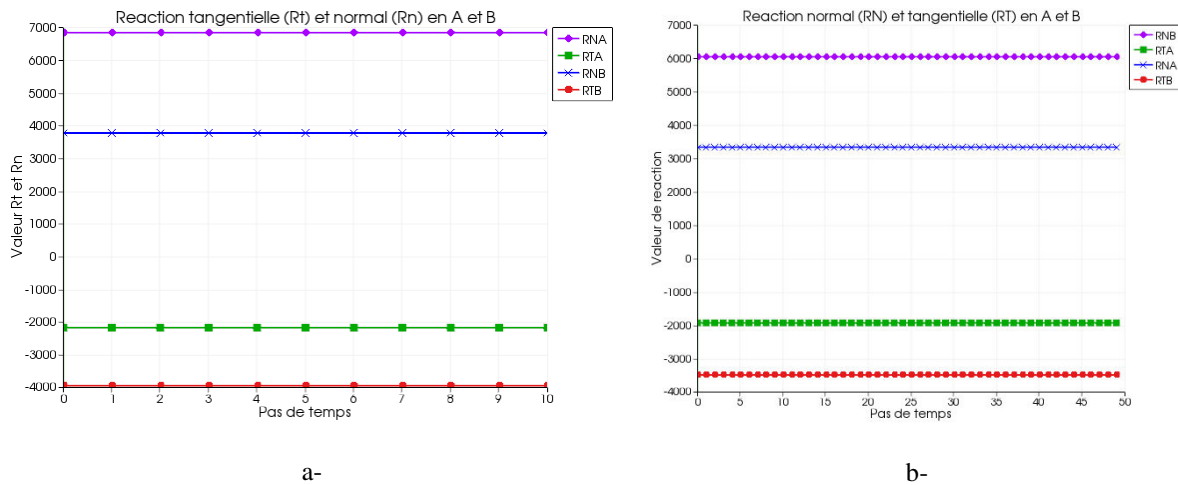 Reaction tangentielle (Rt) et normal (Rn) en A et B
Valeur Rt et Rn
7000
6000
5000
4000
3000
2000
1000
0
-1000
-2000
-3000
-4000
0 1 2 3 4 5 6 7 8 9 10
Pas de temps
RNA
RTA
RNB
RTB
a-
Reaction normal (RN) et tangentielle (RT) en A et B
Valeur de reaction
7000
6000
5000
4000
3000
2000
1000
0
-1000
-2000
-3000
-4000
0 5 10 15 20 25 30 35 40 45 50
Pas de temps
RNB
RTA
RNA
RTB
b-